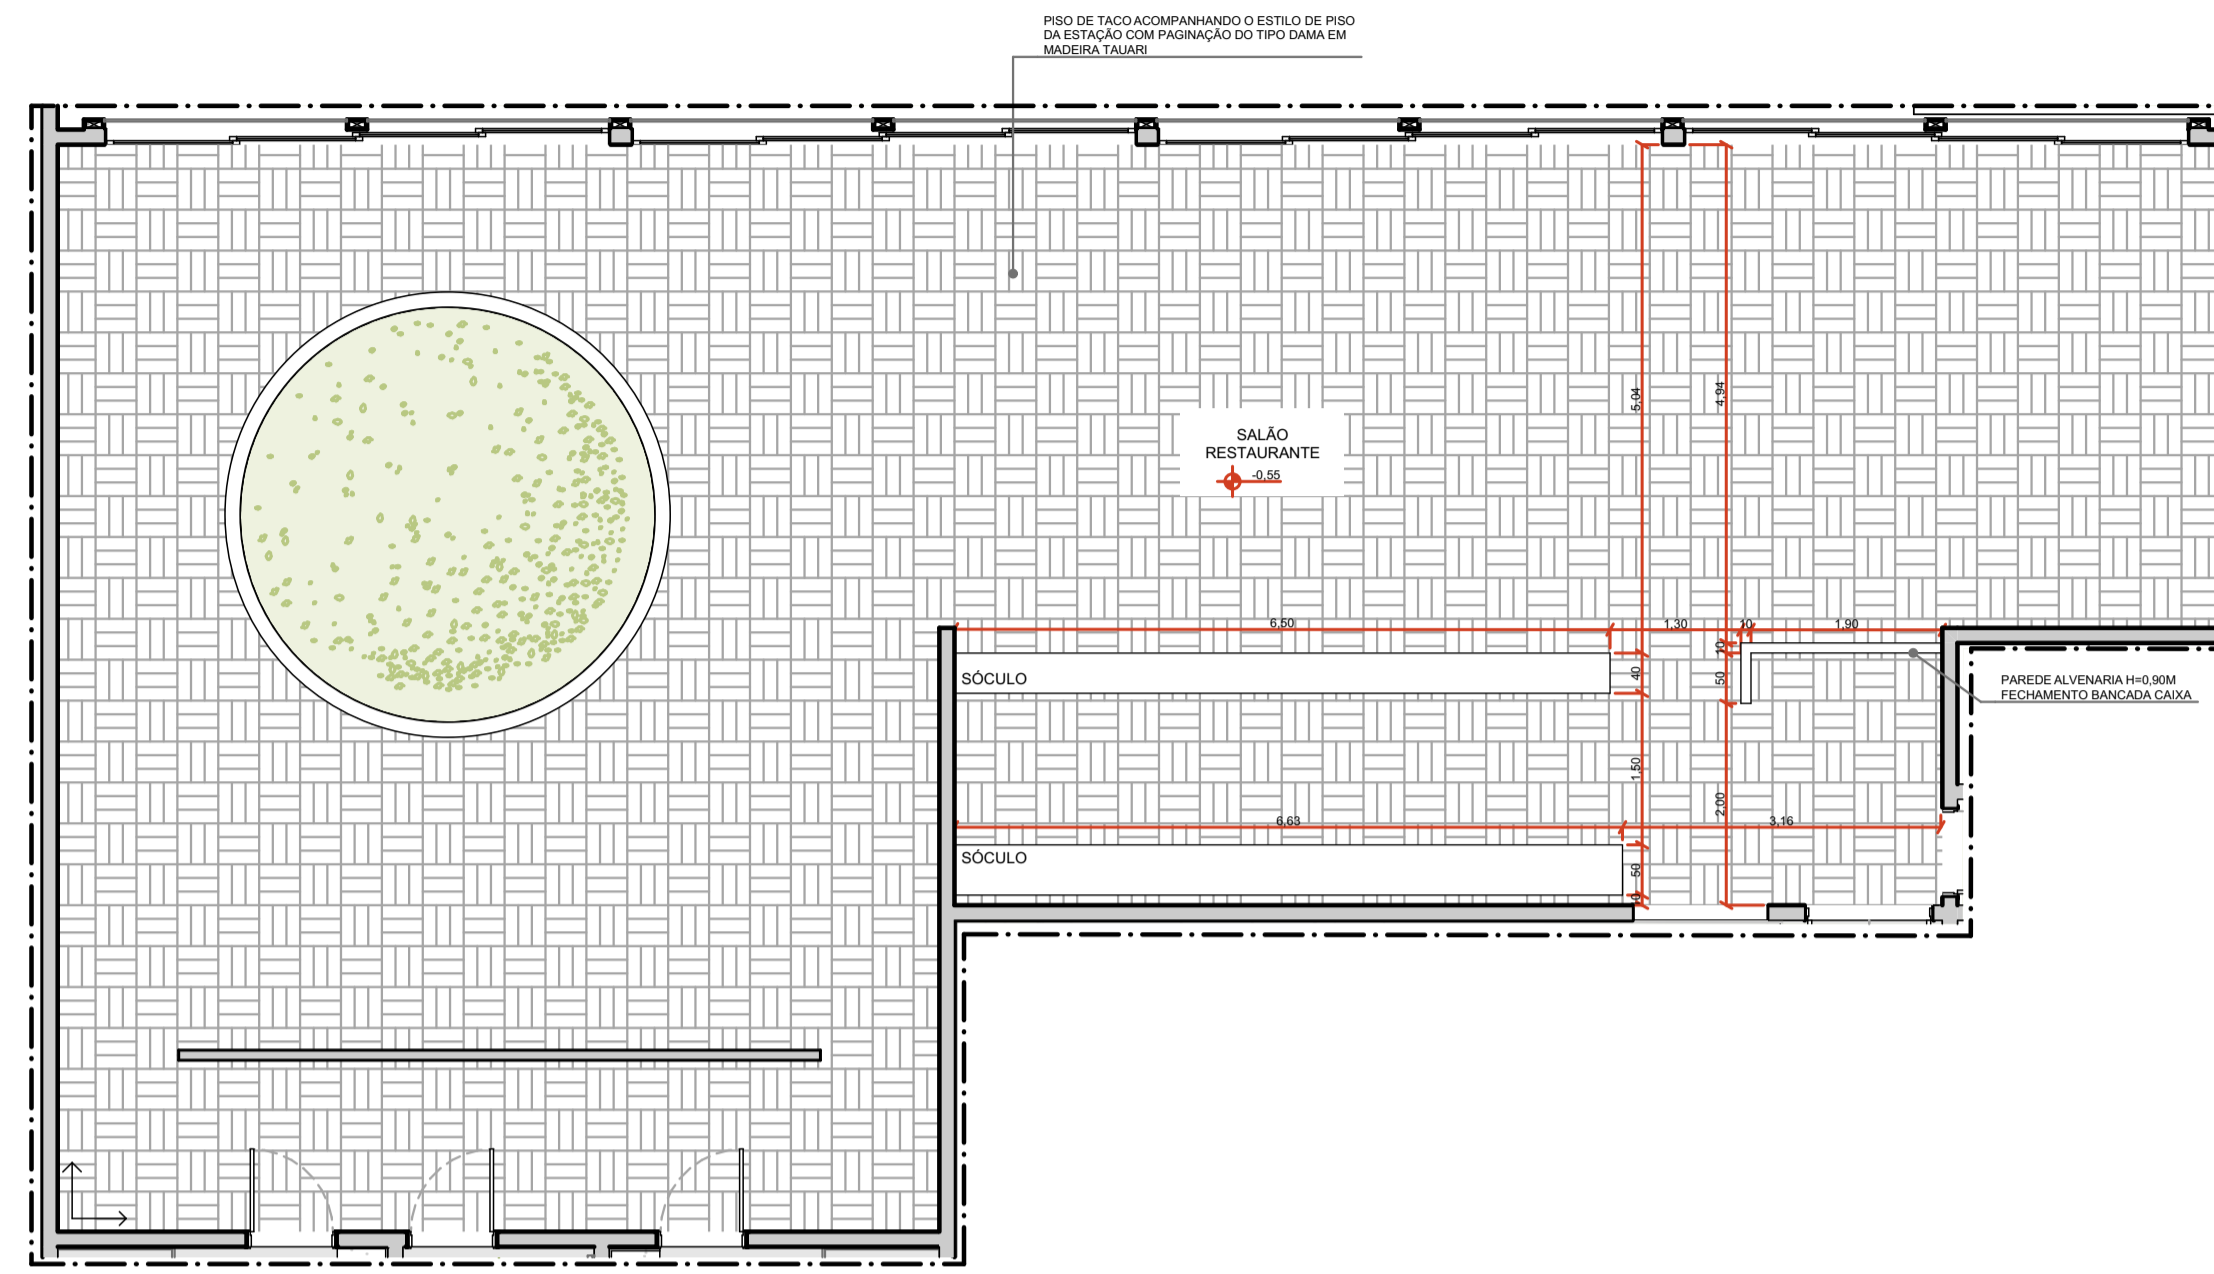 PISO DE TACO ACOMPANHANDO O ESTILO DE PISO
DA ESTAÇÃO COM PAGINAÇÃO DO TIPO DAMA EM
MADEIRA TAUARI
5,04
4,94
SALÃO
RESTAURANTE
-0,55
6,50
1,30
10
1,90
10
SÓCULO
40
50
PAREDE ALVENARIA H=0,90M
FECHAMENTO BANCADA CAIXA
1,50
2,00
6,63
3,16
SÓCULO
50